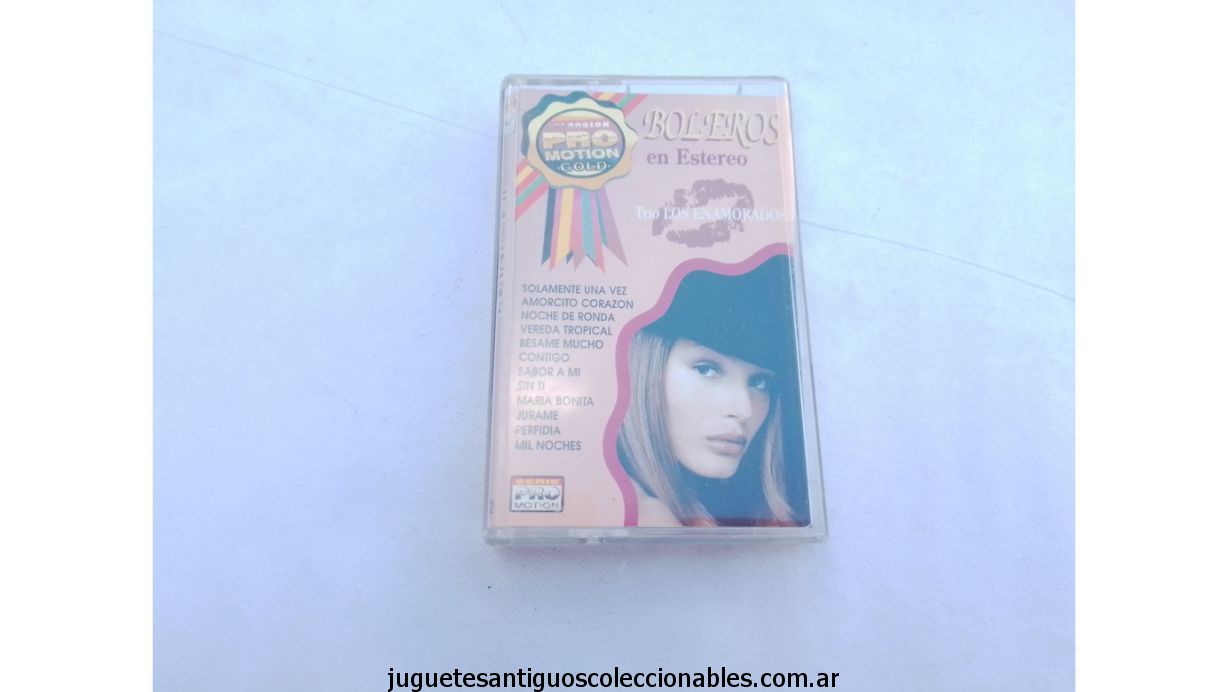 PRO
MOTION
GOLD
BOLEROS
en Estereo
Trio LOS ENAMORADOS
SOLAMENTE UNA VEZ
AMORCITO CORAZON
NOCHE DE RONDA
VEREDA TROPICAL
BESAME MUCHO
CONTIGO
SABOR A MI
SIN TI
MARIA BONITA
JURAME
PERFIDIA
MIL NOCHES
SERIE
PRO
MOTION
juguetesantiguoscoleccionables.com.ar